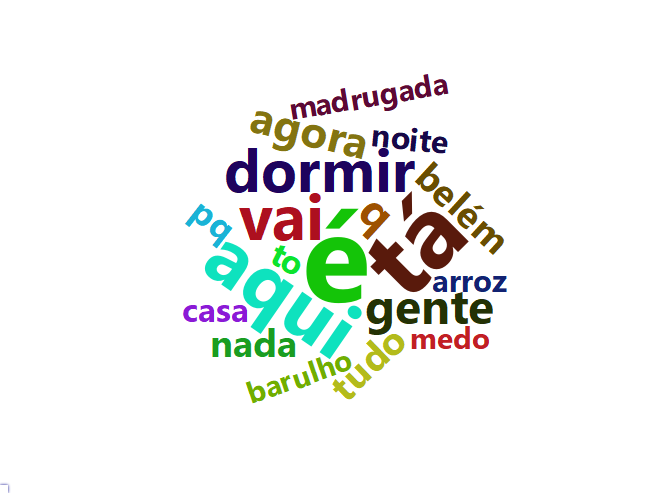 madrugada
agora
noite
dormir
belém
pq
vai
q
tá
aqui
to
é
arroz
casa
gente
nada
medo
barulho
tudo